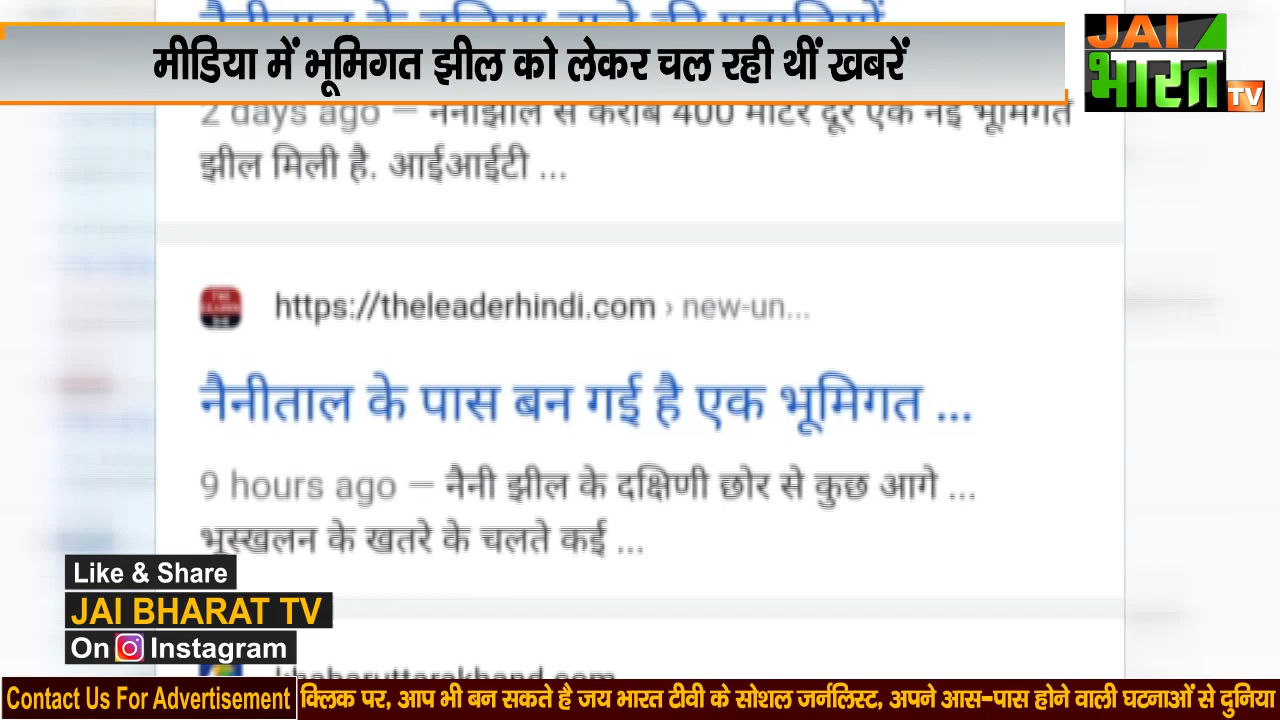 मीडिया में भूमिगत झील को लेकर चल रही थीं खबरें
JAI
भारत
TV
2 days ago — नैनीझील से करीब 400 मीटर दूर एक नई भूमिगत
झील मिली है. आईआईटी ...
https://theleaderhindi.com › new-un...
नैनीताल के पास बन गई है एक भूमिगत ...
9 hours ago — नैनी झील के दक्षिणी छोर से कुछ आगे ...
भूस्खलन के खतरे के चलते कई ...
Like & Share
JAI BHARAT TV
On Instagram
Contact Us For Advertisement
क्लिक पर, आप भी बन सकते है जय भारत टीवी के सोशल जर्नलिस्ट, अपने आस-पास होने वाली घटनाओं से दुनिया